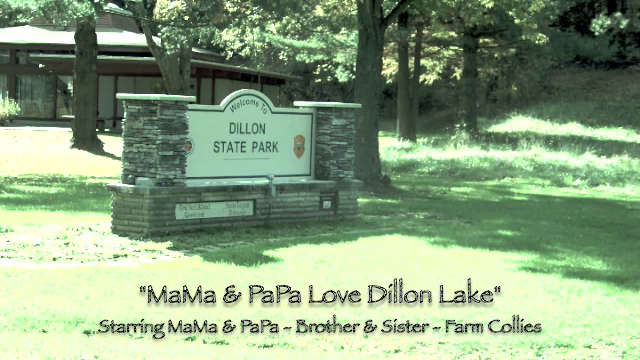 Welcome To
DILLON
STATE PARK
"MaMa & PaPa Love Dillon Lake"
Starring MaMa & PaPa - Brother & Sister - Farm Collies